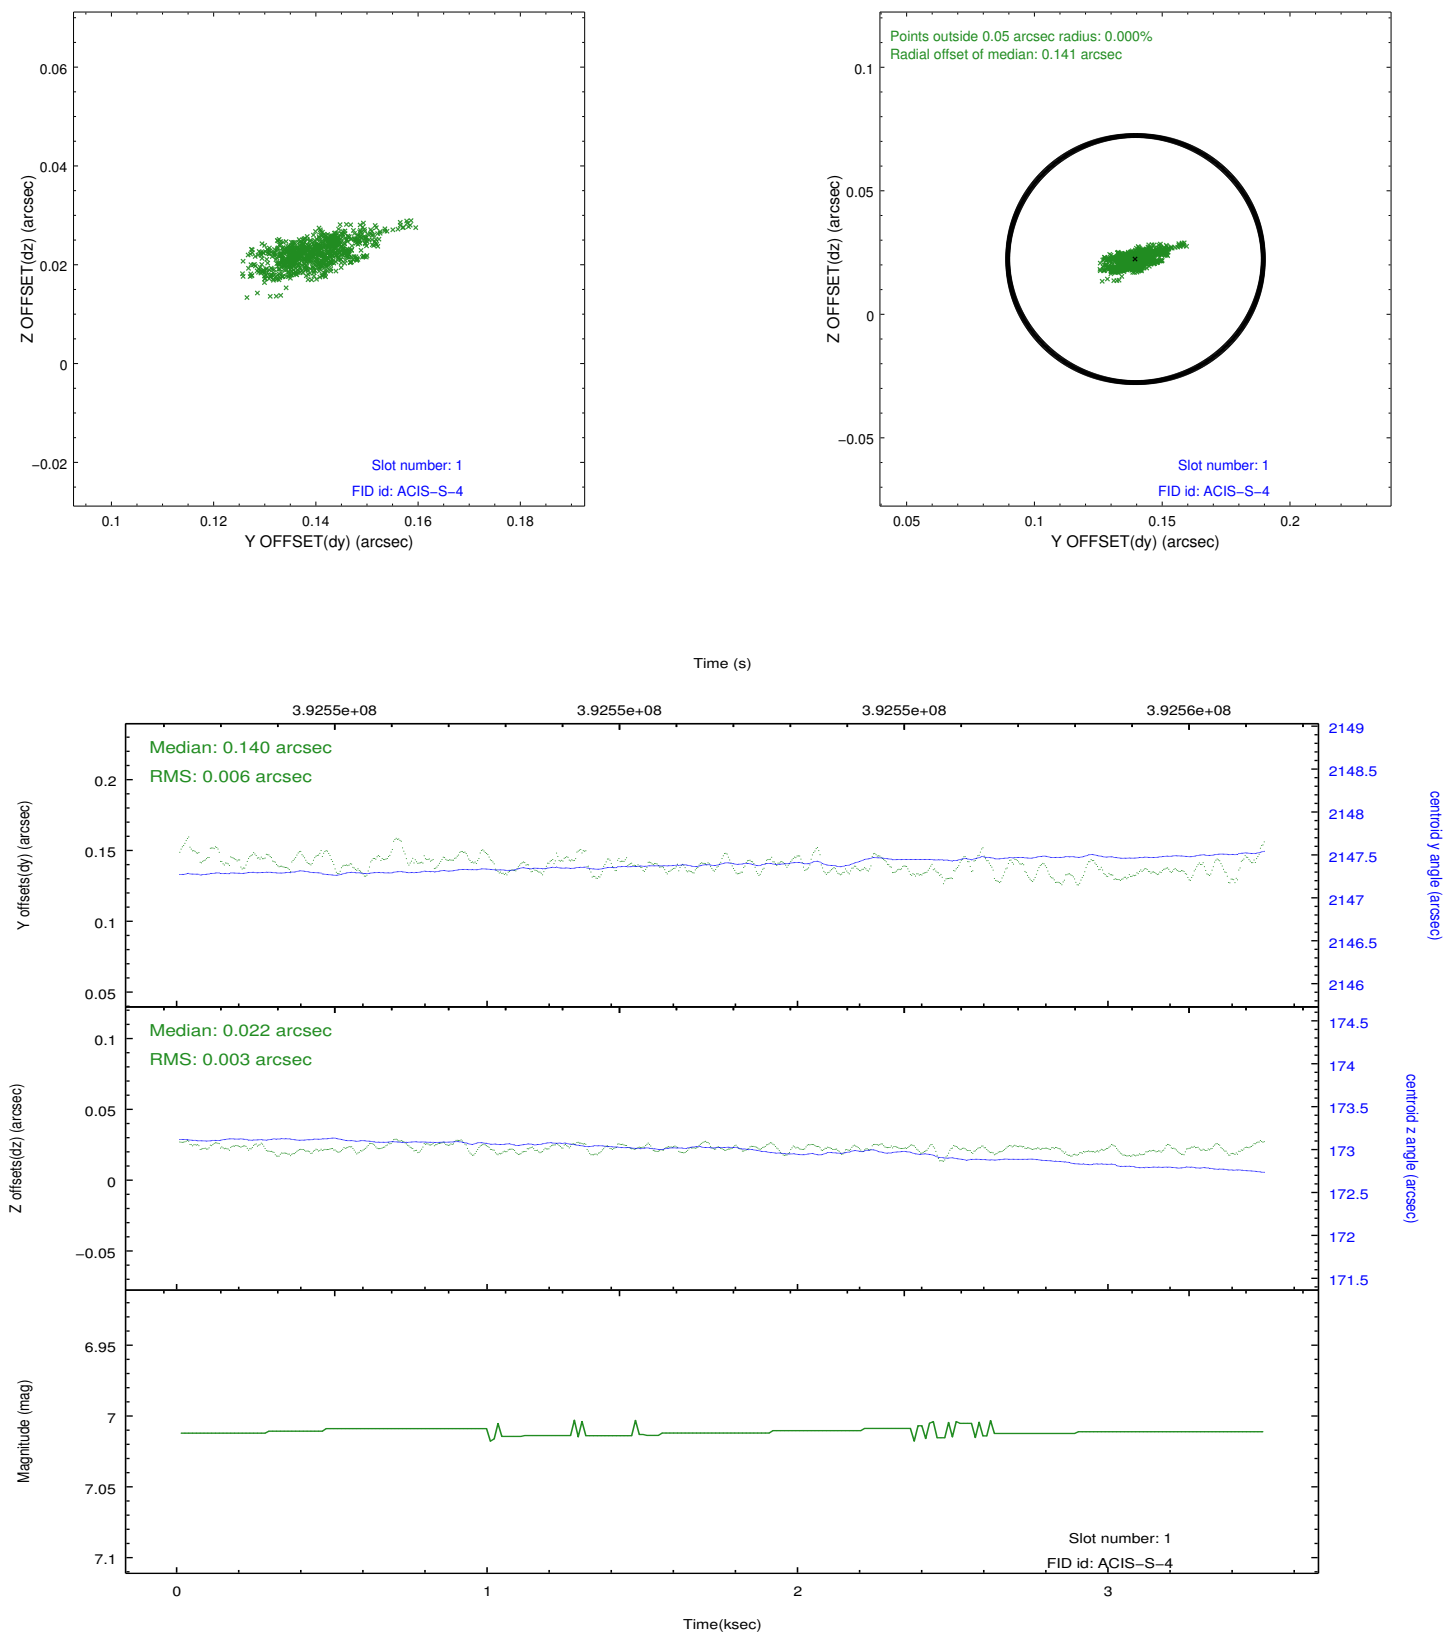 0.06
0.04
0.02
0
−0.02
Z OFFSET(dz) (arcsec)
Slot number: 1
FID id: ACIS−S−4
0.1 0.12 0.14 0.16 0.18
Y OFFSET(dy) (arcsec)
Points outside 0.05 arcsec radius: 0.000%
Radial offset of median: 0.141 arcsec
0.1
0.05
0
−0.05
Z OFFSET(dz) (arcsec)
Slot number: 1
FID id: ACIS−S−4
0.05 0.1 0.15 0.2
Y OFFSET(dy) (arcsec)
Time (s)
3.9255e+08 3.9255e+08 3.9255e+08 3.9256e+08
Median: 0.140 arcsec
RMS: 0.006 arcsec
0.2
0.15
0.1
0.05
Y offsets(dy) (arcsec)
2149
2148.5
2148
2147.5
2147
2146.5
2146
centroid y angle (arcsec)
Median: 0.022 arcsec
RMS: 0.003 arcsec
0.1
0.05
0
−0.05
Z offsets(dz) (arcsec)
174.5
174
173.5
173
172.5
172
171.5
centroid z angle (arcsec)
6.95
7
7.05
7.1
Magnitude (mag)
Slot number: 1
FID id: ACIS−S−4
0 1 2 3
Time(ksec)